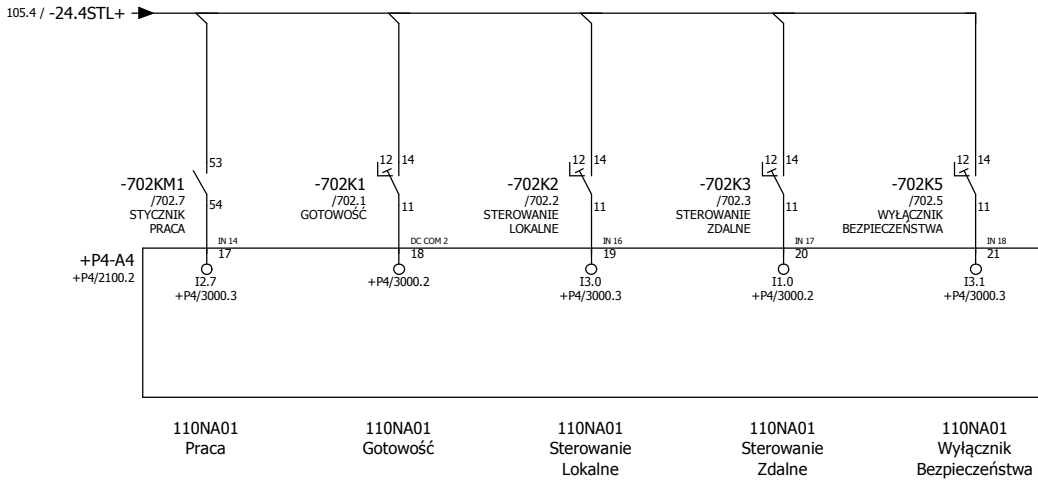 105.4 / -24.4STL+
53
-702KM1
/702.7
STYCZNIK
PRACA
54
12 14
-702K1
/702.1
GOTOWOŚĆ
11
12 14
-702K2
/702.2
STEROWANIE
LOKALNE
11
12 14
-702K3
/702.3
STEROWANIE
ZDALNE
11
12 14
-702K5
/702.5
WYŁĄCZNIK
BEZPIECZEŃSTWA
11
+P4-A4
+P4/2100.2
IN 14
17
I2.7
+P4/3000.3
DC COM 2
18
+P4/3000.2
IN 16
19
I3.0
+P4/3000.3
IN 17
20
I1.0
+P4/3000.2
IN 18
21
I3.1
+P4/3000.3
110NA01
Praca
110NA01
Gotowość
110NA01
Sterowanie
Lokalne
110NA01
Sterowanie
Zdalne
110NA01
Wyłącznik
Bezpieczeństwa